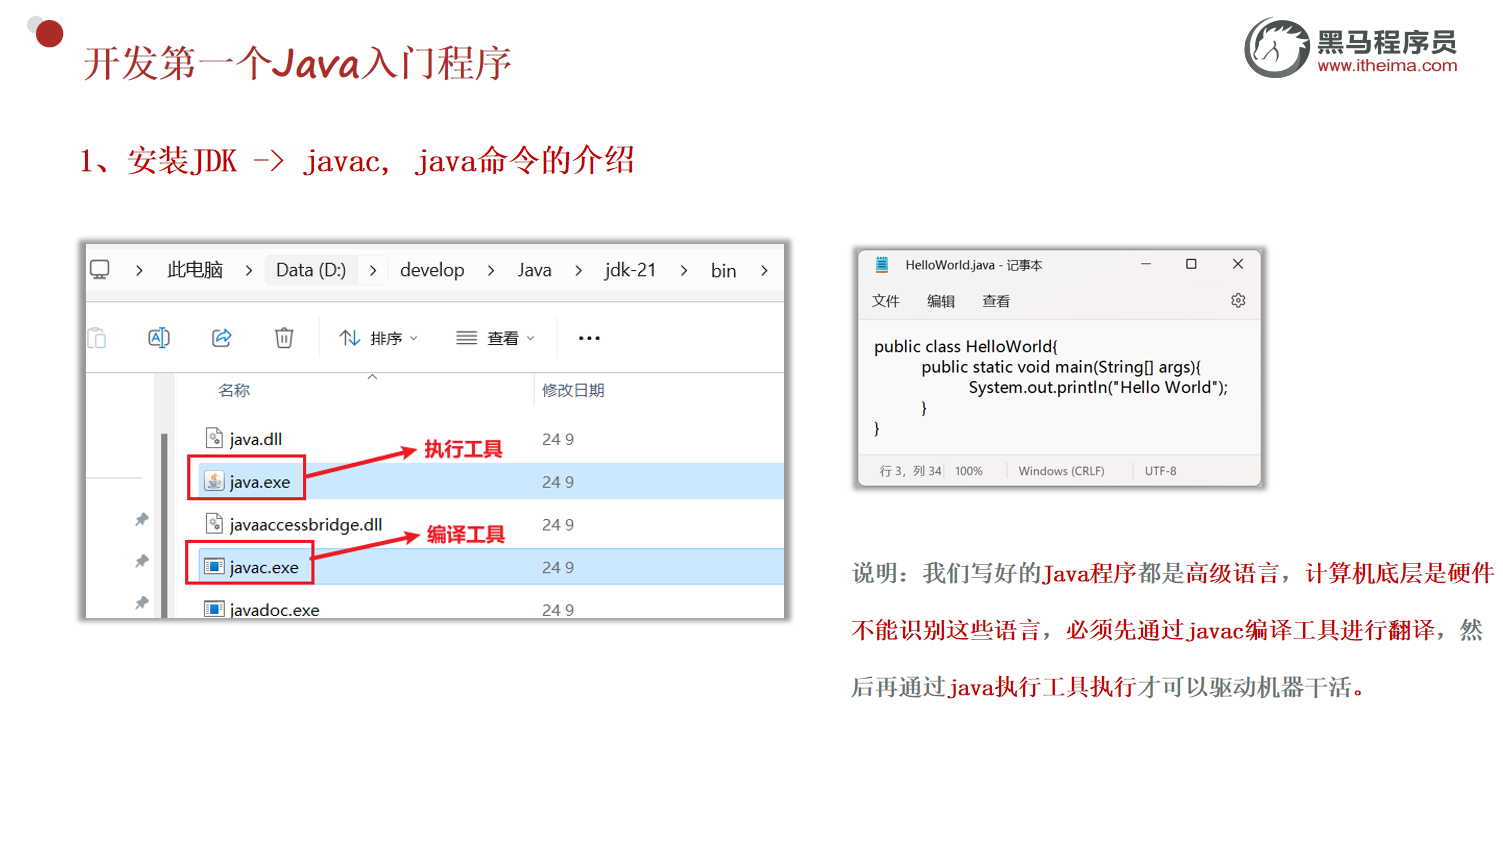 开发第一个Java入门程序
黑马程序员
www.itheima.com
1、安装JDK -> javac, java命令的介绍
此电脑 > Data (D:) > develop > Java > jdk-21 > bin >
排序 查看 •••
名称 修改日期
java.dll 24 9
执行工具
java.exe 24 9
javaaccessbridge.dll 24 9
编译工具
javac.exe 24 9
javadoc.exe 24 9
HelloWorld.java - 记事本
文件 编辑 查看
public class HelloWorld{
public static void main(String[] args){
System.out.println("Hello World");
}
}
行 3, 列 34 100% Windows (CRLF) UTF-8
说明：我们写好的Java程序都是高级语言，计算机底层是硬件
不能识别这些语言，必须先通过javac编译工具进行翻译，然
后再通过java执行工具执行才可以驱动机器干活。